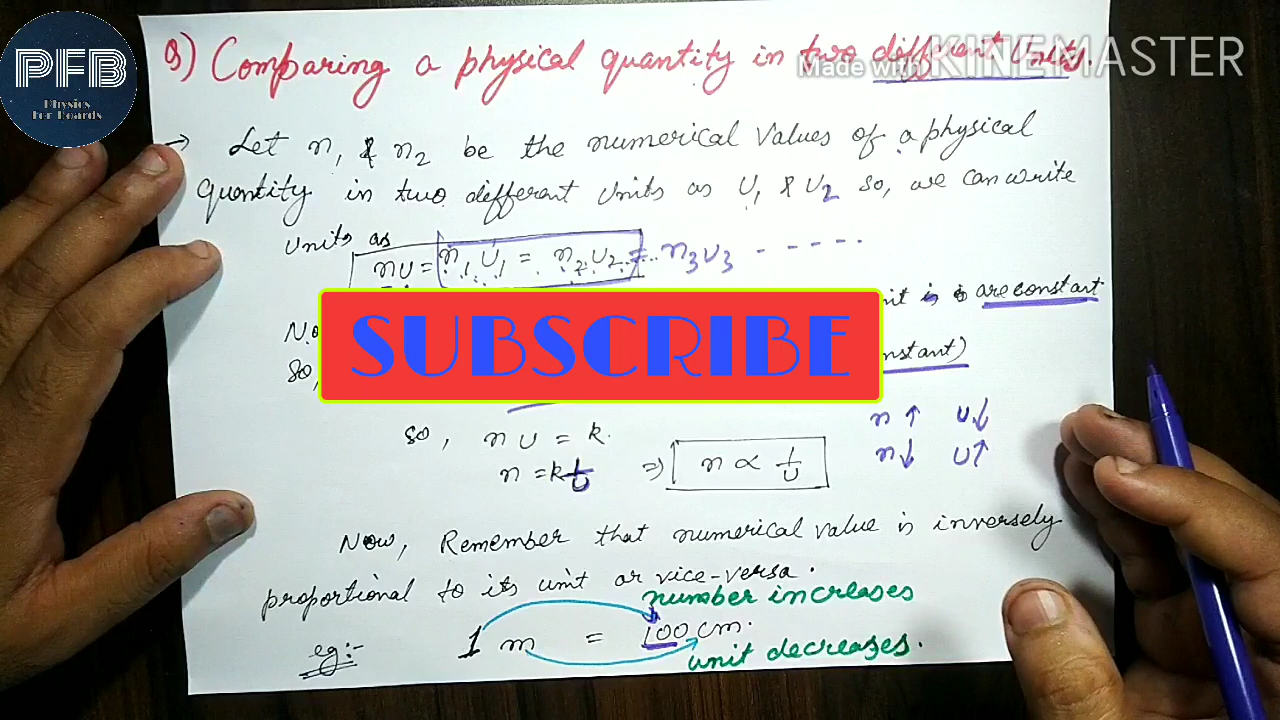 PFB
Physics
For Boards
Made with KINEMASTER
Q) Comparing a physical quantity in two different Units.
→ Let n₁ & n₂ be the numerical values of a physical
quantity in two different units as U₁ & U₂ so, we can write
units as
nu = n₁U₁ = n₂U₂ = n₃U₃ - - - - -
is are constant
SUBSCRIBE
So,
so, nu = k.
n = k 1/U ⇒ n ∝ 1/U
n ↑ U ↓
n ↓ U ↑
Now, Remember that numerical value is inversely
proportional to its unit or vice-versa.
number increases
eg:- 1 m = 100 cm.
unit decreases.